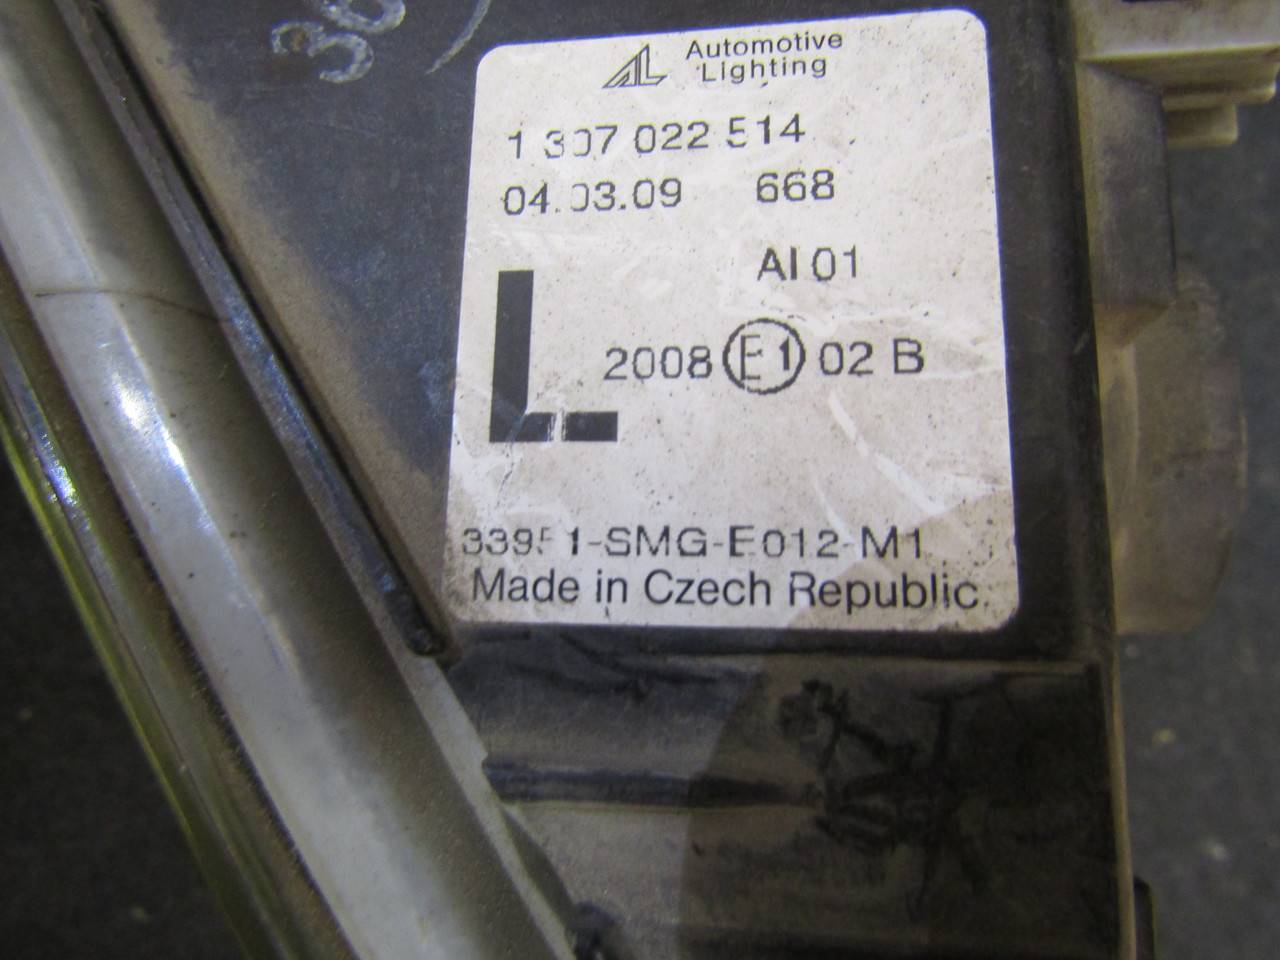 Automotive
Lighting
1 307 022 514
04.03.09 668
AI 01
L
2008 E1 02 B
33951-SMG-E012-M1
Made in Czech Republic